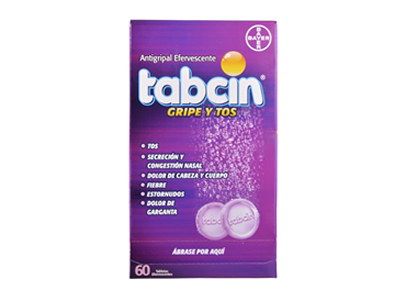 BAYER
Antigripal Efervescente
tabcin®
GRIPE Y TOS
• TOS
• SECRECIÓN Y
CONGESTIÓN NASAL
• DOLOR DE CABEZA Y CUERPO
• FIEBRE
• ESTORNUDOS
• DOLOR DE
GARGANTA
tabcin tabcin
ÁBRASE POR AQUÍ
60 Tabletas